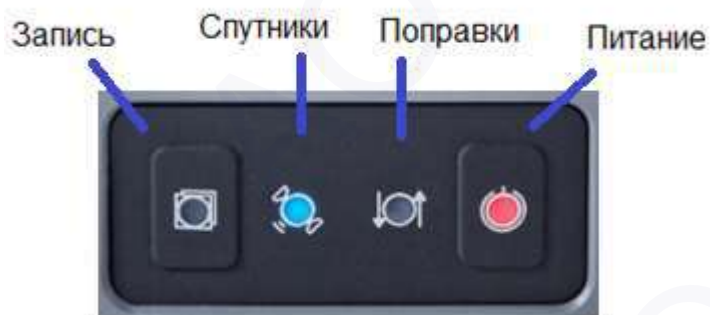 Запись
Спутники
Поправки
Питание